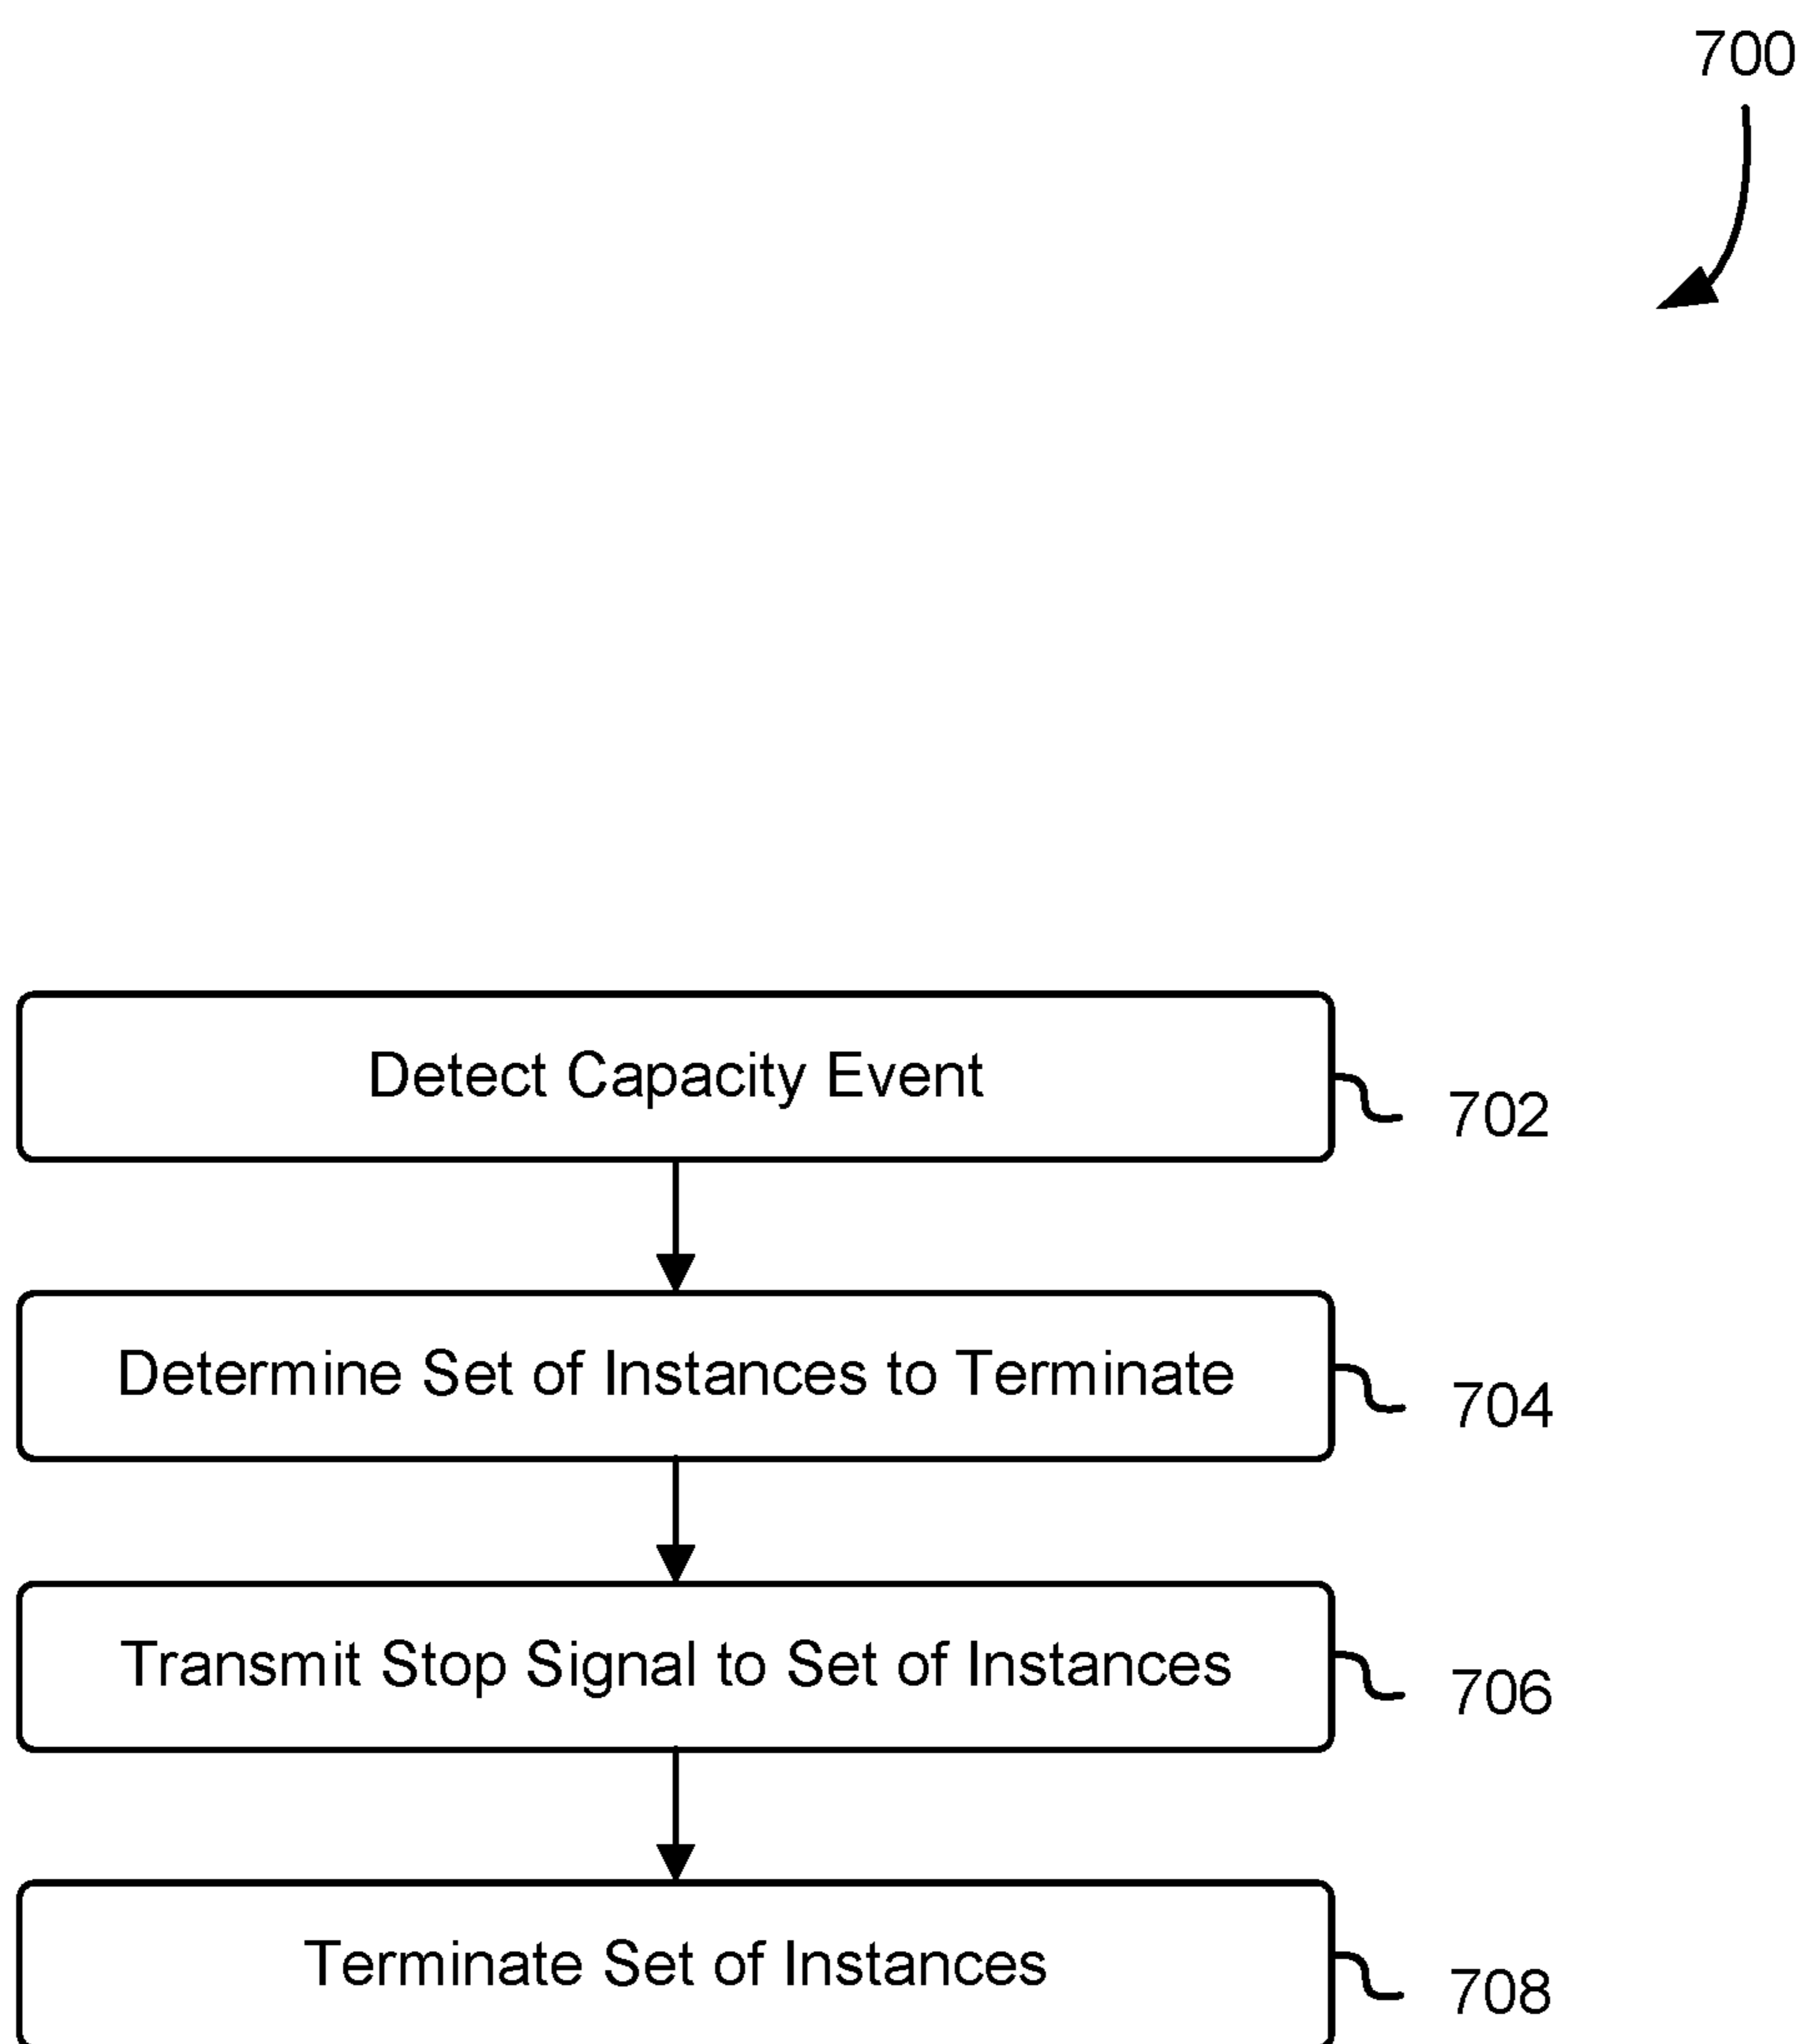 700
Detect Capacity Event
702
Determine Set of Instances to Terminate
704
Transmit Stop Signal to Set of Instances
706
Terminate Set of Instances
708